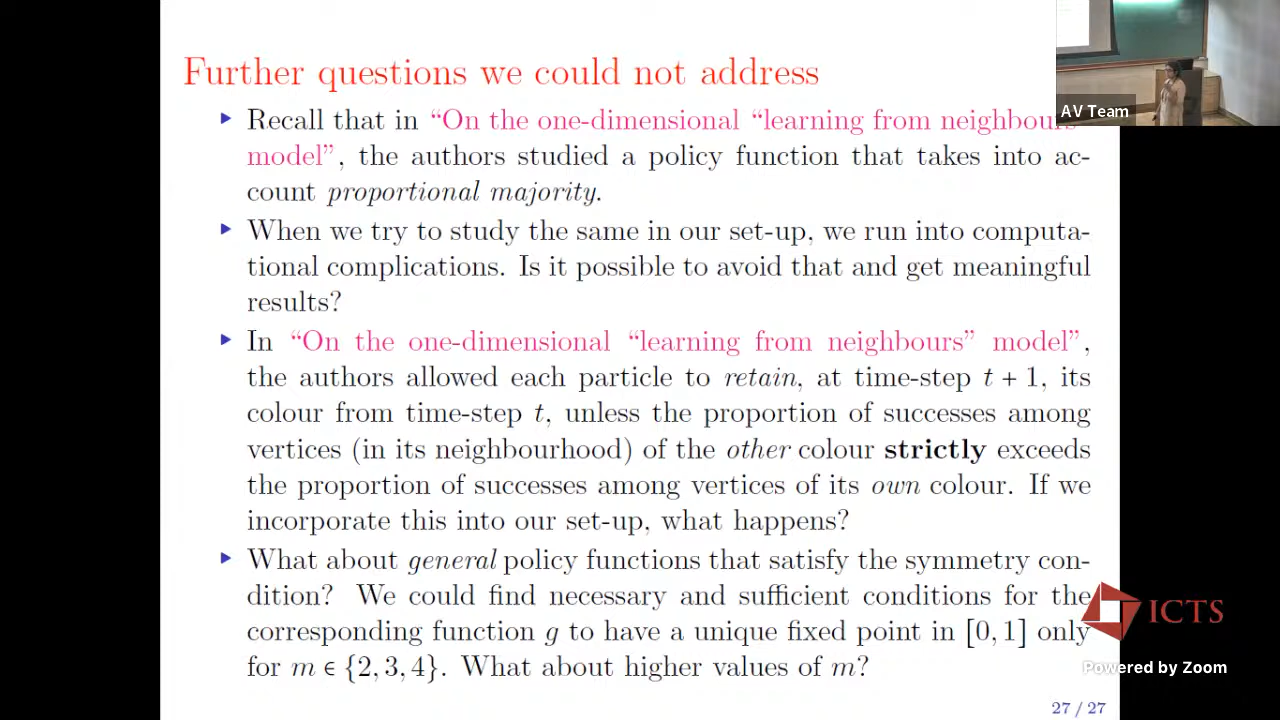 Further questions we could not address
▶ Recall that in “On the one-dimensional “learning from neighbours”
model”, the authors studied a policy function that takes into ac-
count proportional majority.
▶ When we try to study the same in our set-up, we run into computa-
tional complications. Is it possible to avoid that and get meaningful
results?
▶ In “On the one-dimensional “learning from neighbours” model”,
the authors allowed each particle to retain, at time-step t + 1, its
colour from time-step t, unless the proportion of successes among
vertices (in its neighbourhood) of the other colour strictly exceeds
the proportion of successes among vertices of its own colour. If we
incorporate this into our set-up, what happens?
▶ What about general policy functions that satisfy the symmetry con-
dition? We could find necessary and sufficient conditions for the
corresponding function g to have a unique fixed point in [0, 1] only
for m ∈ {2, 3, 4}. What about higher values of m?
27 / 27
AV Team
ICTS
Powered by Zoom